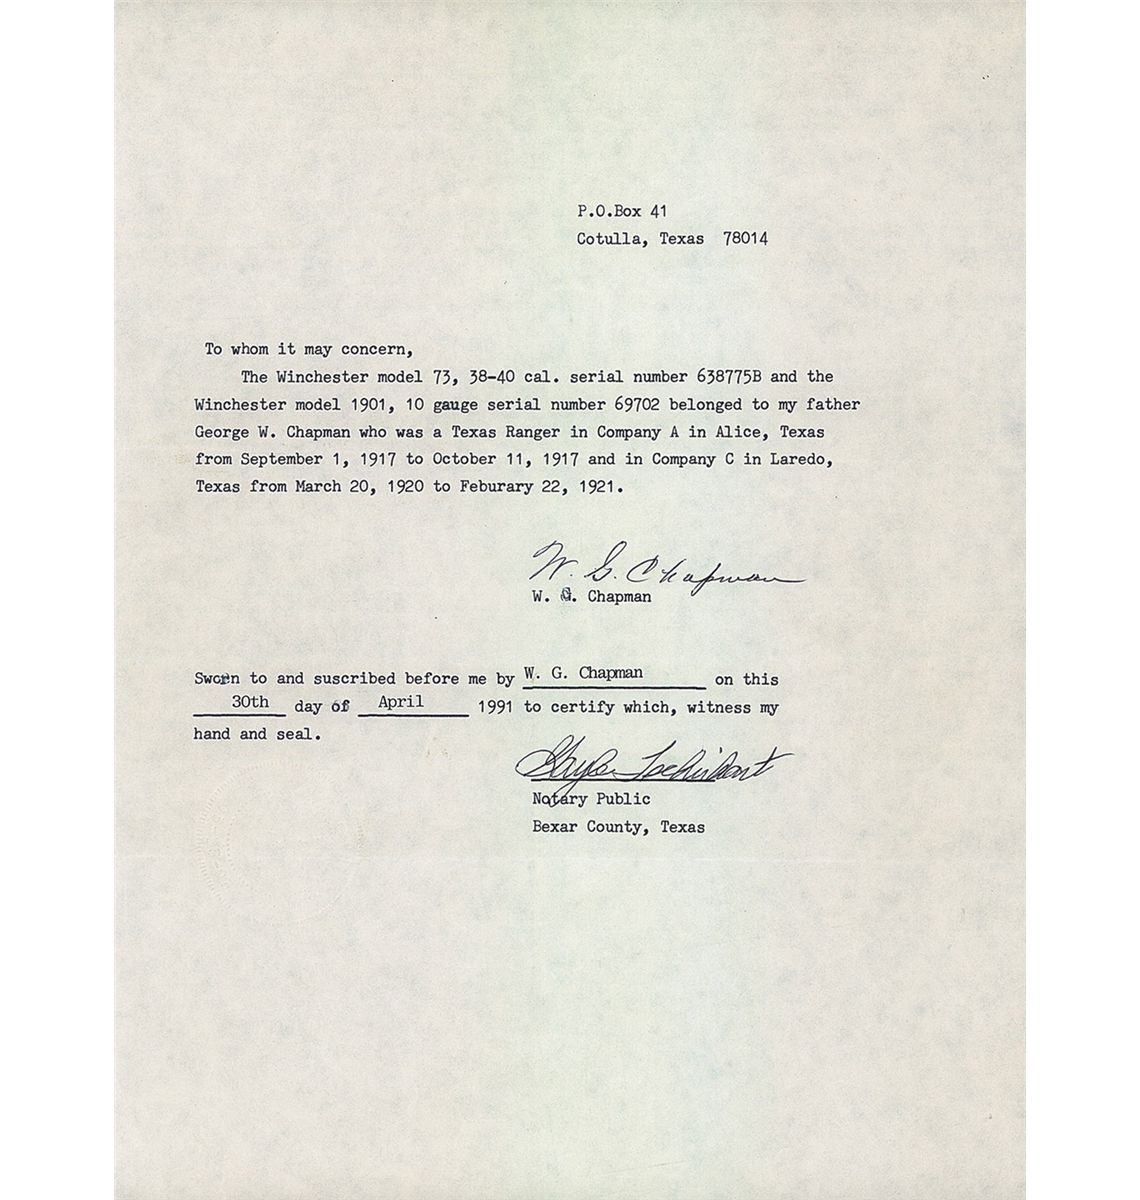 P.O.Box 41
Cotulla, Texas 78014
To whom it may concern,
The Winchester model 73, 38-40 cal. serial number 638775B and the
Winchester model 1901, 10 gauge serial number 69702 belonged to my father
George W. Chapman who was a Texas Ranger in Company A in Alice, Texas
from September 1, 1917 to October 11, 1917 and in Company C in Laredo,
Texas from March 20, 1920 to Feburary 22, 1921.
W. G. Chapman
W. G. Chapman
Sworn to and suscribed before me by W. G. Chapman on this
30th day of April 1991 to certify which, witness my
hand and seal.
Notary Public
Bexar County, Texas